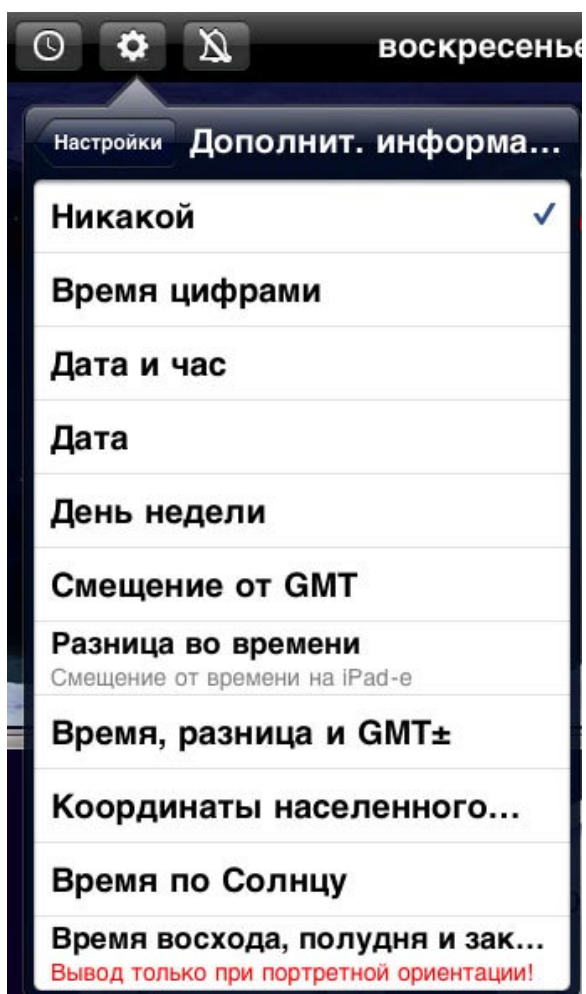 воскресенье
Настройки
Дополнит. информа...
Никакой
Время цифрами
Дата и час
Дата
День недели
Смещение от GMT
Разница во времени
Смещение от времени на iPad-е
Время, разница и GMT±
Координаты населенного...
Время по Солнцу
Время восхода, полудня и зак...
Вывод только при портретной ориентации!